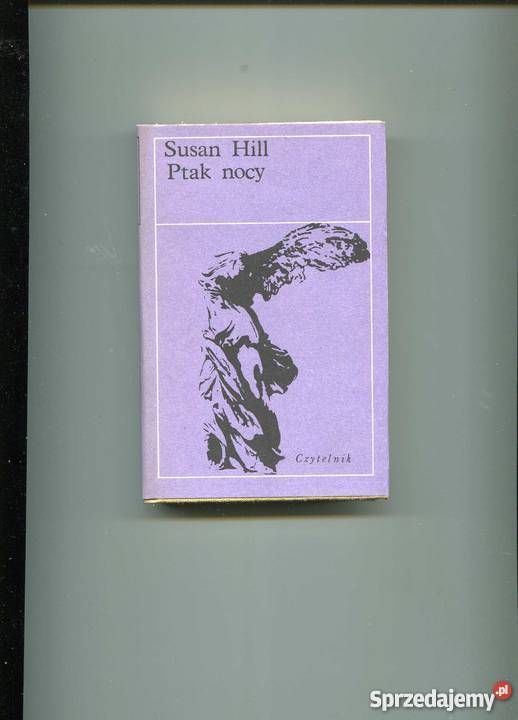 Susan Hill
Ptak nocy
Czytelnik
Sprzedajemy.pl